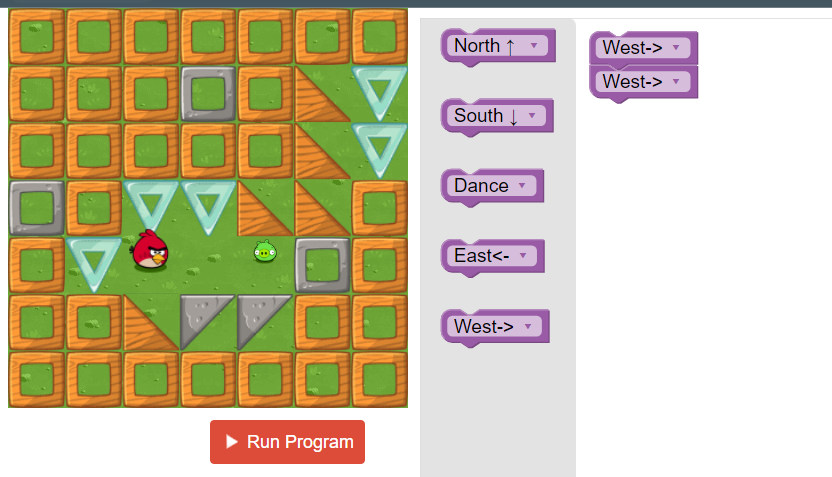 North ↑
South ↓
Dance
East<-
West->
West->
West->
Run Program